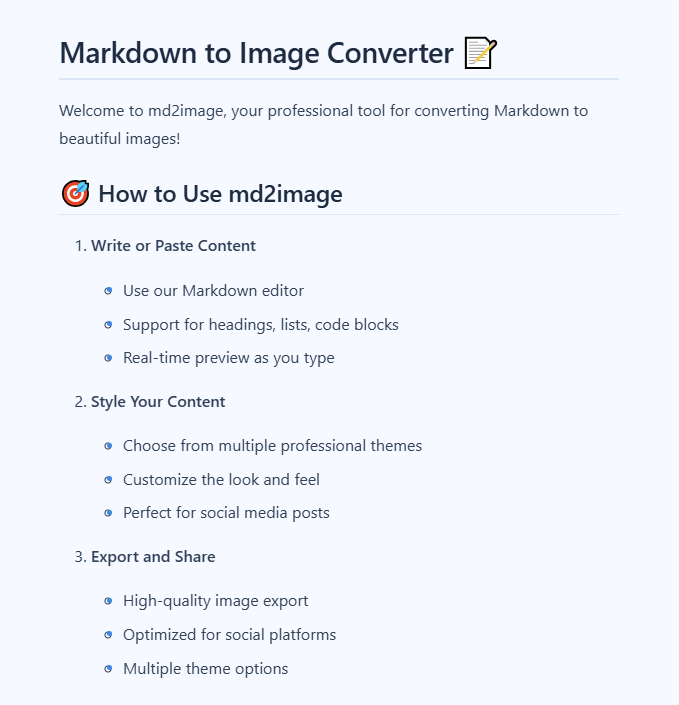 Markdown to Image Converter 📝
Welcome to md2image, your professional tool for converting Markdown to
beautiful images!
🎯 How to Use md2image
1. Write or Paste Content
Use our Markdown editor
Support for headings, lists, code blocks
Real-time preview as you type
2. Style Your Content
Choose from multiple professional themes
Customize the look and feel
Perfect for social media posts
3. Export and Share
High-quality image export
Optimized for social platforms
Multiple theme options